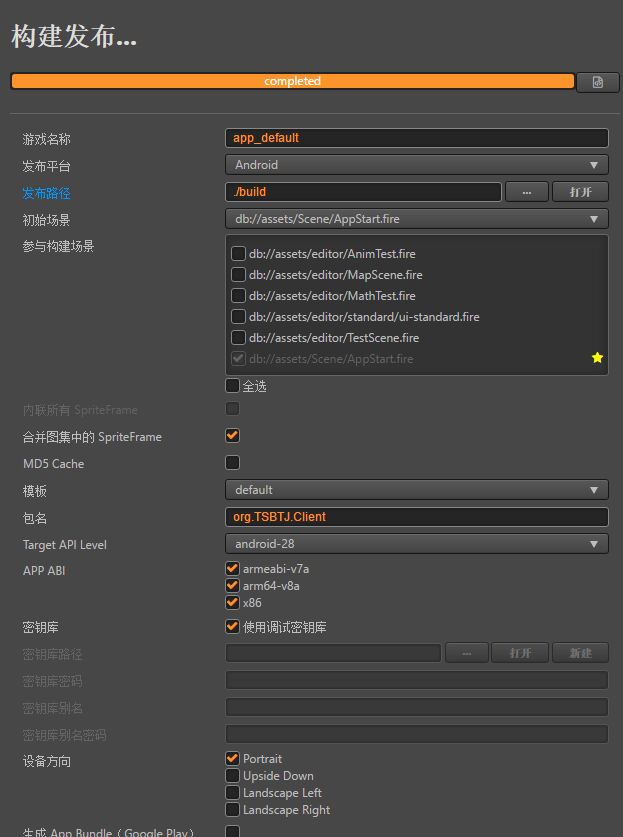 构建发布...
completed
游戏名称 app_default
发布平台 Android
发布路径 ./build ... 打开
初始场景 db://assets/Scene/AppStart.fire
参与构建场景
db://assets/editor/AnimTest.fire
db://assets/editor/MapScene.fire
db://assets/editor/MathTest.fire
db://assets/editor/standard/ui-standard.fire
db://assets/editor/TestScene.fire
db://assets/Scene/AppStart.fire
全选
内联所有 SpriteFrame
合并图集中的 SpriteFrame
MD5 Cache
模板 default
包名 org.TSBTJ.Client
Target API Level android-28
APP ABI armeabi-v7a
arm64-v8a
x86
密钥库 使用调试密钥库
密钥库路径 ... 打开 新建
密钥库密码
密钥库别名
密钥库别名密码
设备方向 Portrait
Upside Down
Landscape Left
Landscape Right
生成 App Bundle（Google Play）